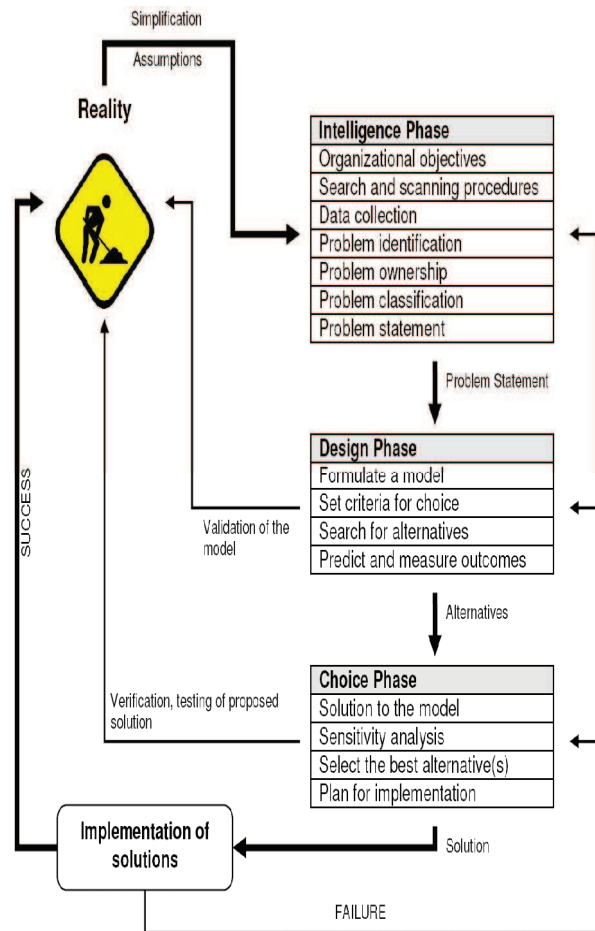 Simplification
Assumptions
Reality
Intelligence Phase
Organizational objectives
Search and scanning procedures
Data collection
Problem identification
Problem ownership
Problem classification
Problem statement
Problem Statement
Design Phase
Formulate a model
Set criteria for choice
Search for alternatives
Predict and measure outcomes
Validation of the
model
SUCCESS
Alternatives
Choice Phase
Solution to the model
Sensitivity analysis
Select the best alternative(s)
Plan for implementation
Verification, testing of proposed
solution
Implementation of
solutions
Solution
FAILURE